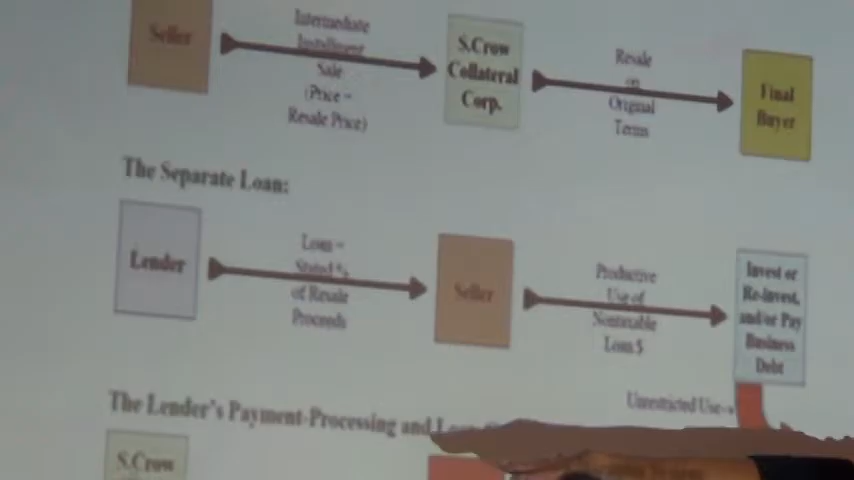 Seller
Intermediate
Installment
Sale
(Price =
Resale Price)
S.Crow
Collateral
Corp.
Resale
on
Original
Terms
Final
Buyer
The Separate Loan:
Lender
Loan =
Stated %
of Resale
Proceeds
Seller
Productive
Use of
Nontaxable
Loan $
Invest or
Re-invest,
and/or Pay
Business
Debt
Unrestricted Use
The Lender's Payment-Processing and
S.Crow